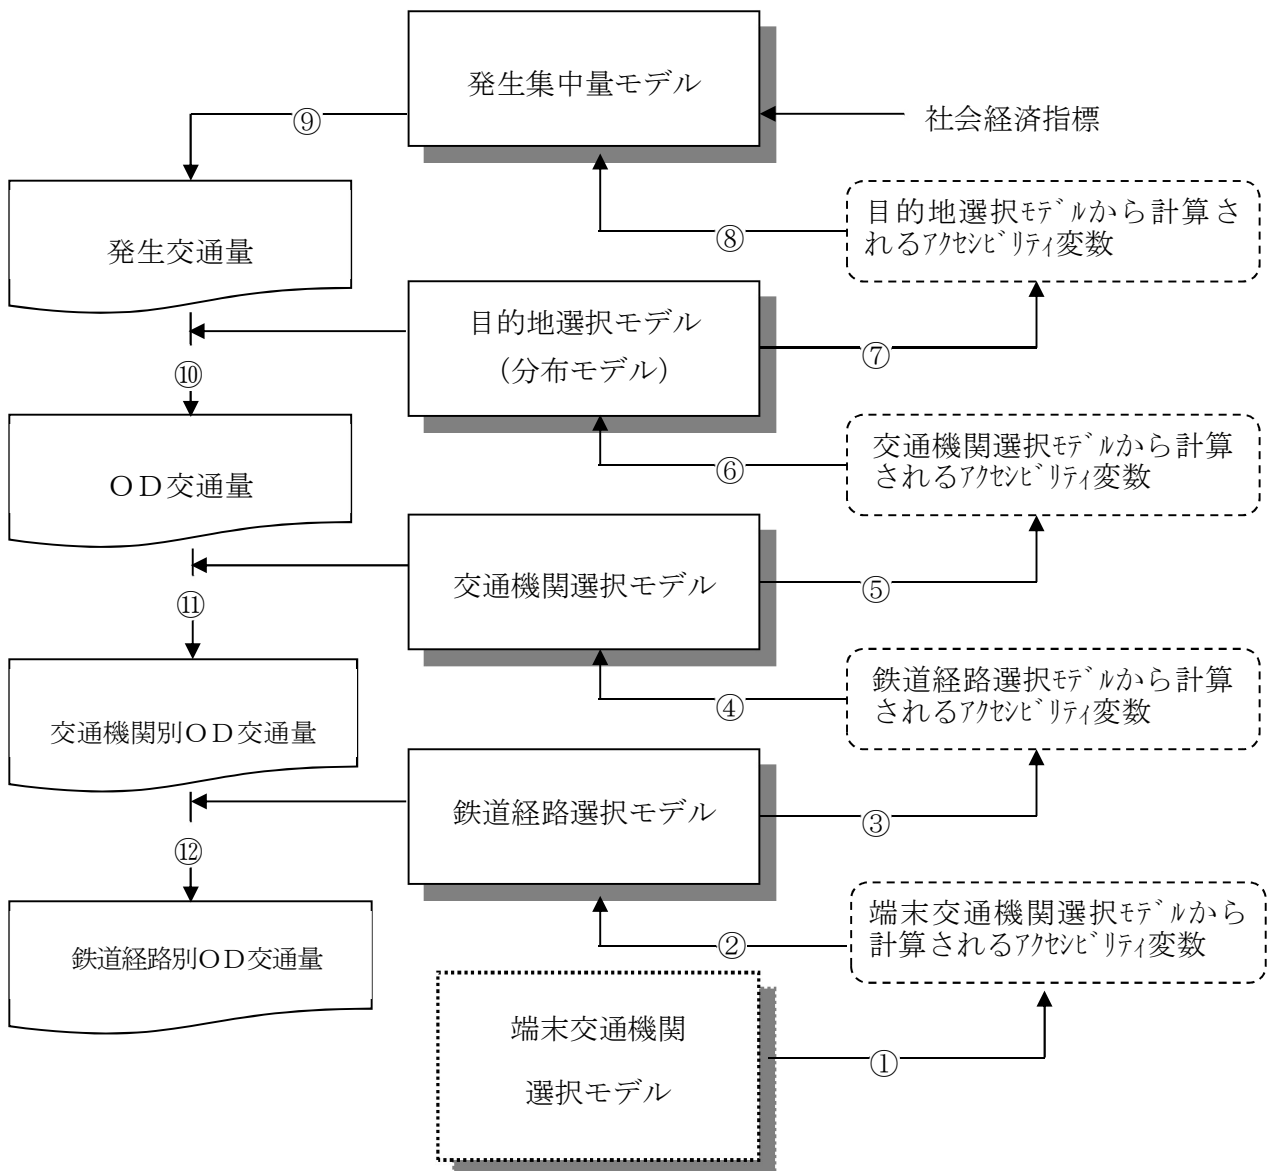 発生集中量モデル
⑨
社会経済指標
発生交通量
⑧
目的地選択ﾓﾃﾞﾙから計算さ
れるｱｸｾｼﾋﾞﾘﾃｨ変数
目的地選択モデル
（分布モデル）
⑦
⑩
OD交通量
⑥
交通機関選択ﾓﾃﾞﾙから計算
されるｱｸｾｼﾋﾞﾘﾃｨ変数
交通機関選択モデル
⑤
⑪
交通機関別OD交通量
④
鉄道経路選択ﾓﾃﾞﾙから計算
されるｱｸｾｼﾋﾞﾘﾃｨ変数
鉄道経路選択モデル
③
⑫
鉄道経路別OD交通量
②
端末交通機関選択ﾓﾃﾞﾙから
計算されるｱｸｾｼﾋﾞﾘﾃｨ変数
端末交通機関
選択モデル
①